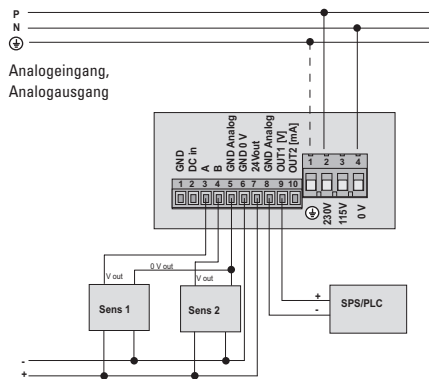 P
N
Analogeingang,
Analogausgang
GND
DC in
A
B
GND Analog
GND 0 V
24Vout
GND Analog
OUT1 [V]
OUT2 [mA]
1 2 3 4 5 6 7 8 9 10
1 2 3 4
230V
115V
0 V
0 V out
V out
V out
Sens 1
Sens 2
+
-
SPS/PLC
-
+